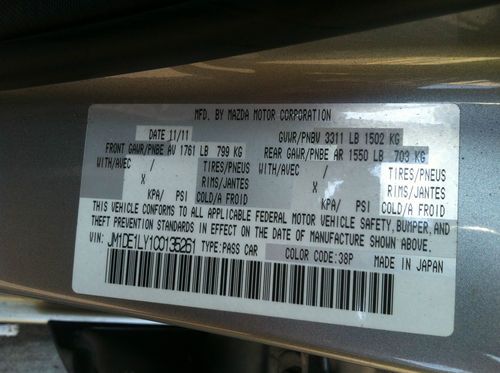 MFD. BY MAZDA MOTOR CORPORATION
DATE 11/11 GVWR/PNBV 3311 LB 1502 KG
FRONT GAWR/PNBE AV 1761 LB 799 KG REAR GAWR/PNBE AR 1550 LB 703 KG
WITH/AVEC / TIRES/PNEUS WITH/AVEC / TIRES/PNEUS
X RIMS/JANTES X RIMS/JANTES
KPA/ PSI COLD/A FROID KPA/ PSI COLD/A FROID
THIS VEHICLE CONFORMS TO ALL APPLICABLE FEDERAL MOTOR VEHICLE SAFETY, BUMPER, AND
THEFT PREVENTION STANDARDS IN EFFECT ON THE DATE OF MANUFACTURE SHOWN ABOVE.
VIN: JM1DE1LY1C0135261 TYPE:PASS CAR COLOR CODE:38P MADE IN JAPAN